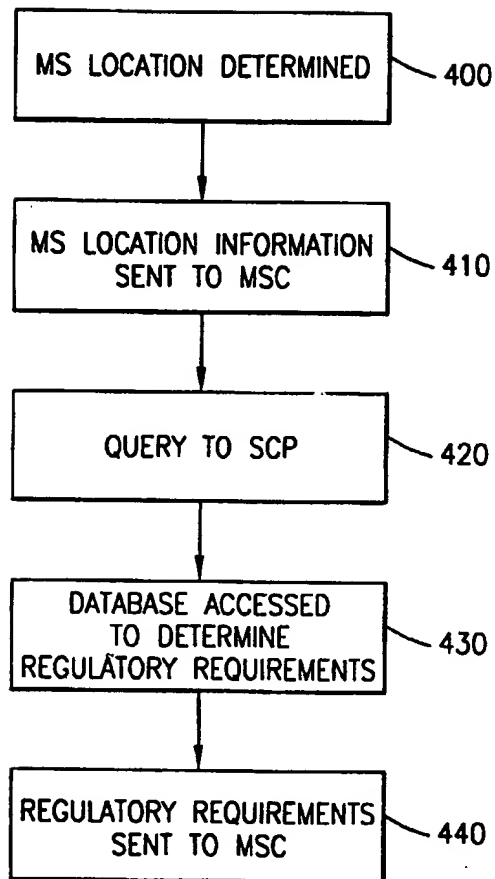 MS LOCATION DETERMINED
400
MS LOCATION INFORMATION
SENT TO MSC
410
QUERY TO SCP
420
DATABASE ACCESSED
TO DETERMINE
REGULATORY REQUIREMENTS
430
REGULATORY REQUIREMENTS
SENT TO MSC
440